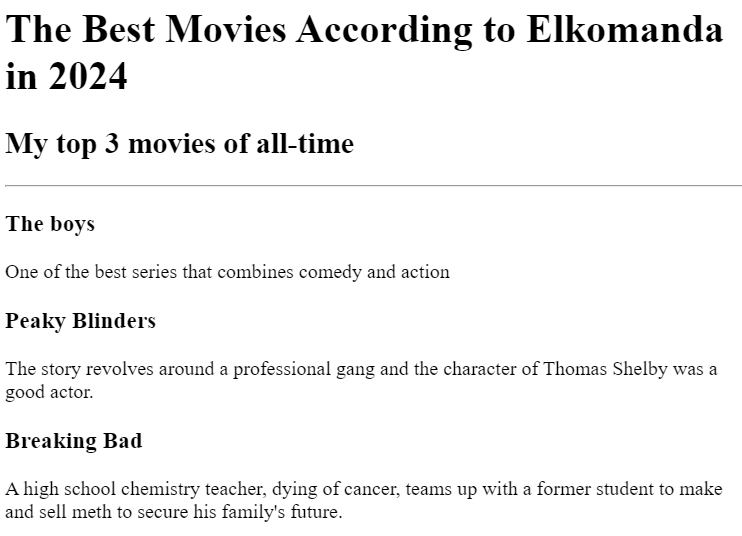 The Best Movies According to Elkomanda
in 2024
My top 3 movies of all-time
The boys
One of the best series that combines comedy and action
Peaky Blinders
The story revolves around a professional gang and the character of Thomas Shelby was a
good actor.
Breaking Bad
A high school chemistry teacher, dying of cancer, teams up with a former student to make
and sell meth to secure his family's future.